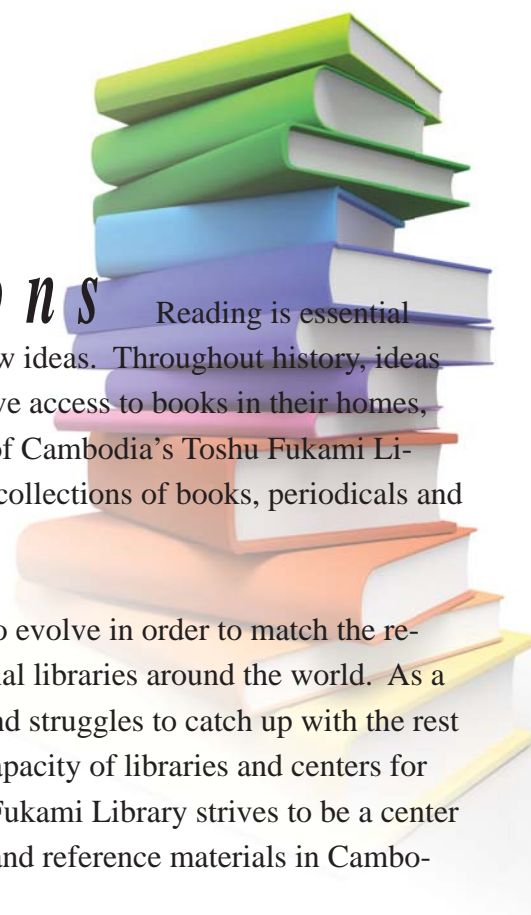 n s Reading is essential
w ideas. Throughout history, ideas
ve access to books in their homes,
of Cambodia's Toshu Fukami Li-
collections of books, periodicals and
o evolve in order to match the re-
al libraries around the world. As a
nd struggles to catch up with the rest
apacity of libraries and centers for
Fukami Library strives to be a center
and reference materials in Cambo-